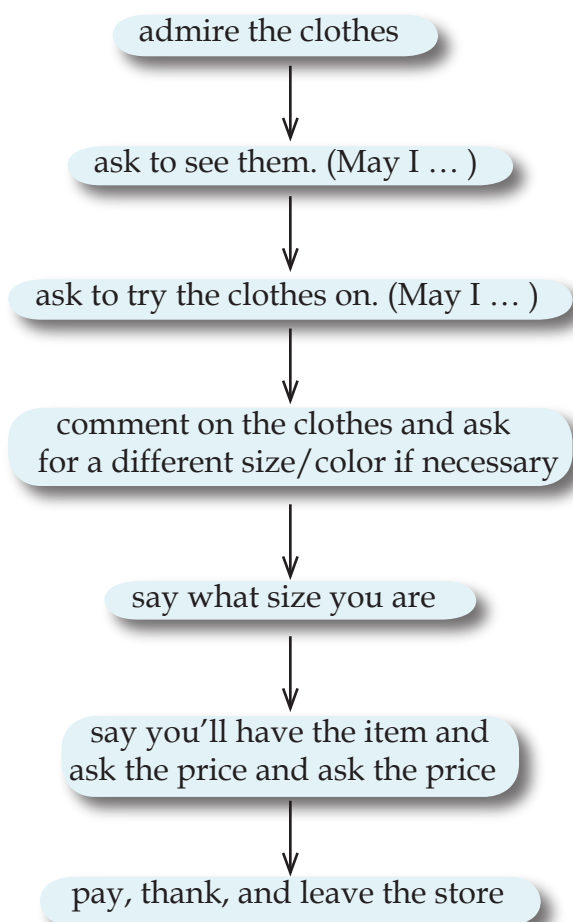 admire the clothes
ask to see them. (May I … )
ask to try the clothes on. (May I … )
comment on the clothes and ask
for a different size/color if necessary
say what size you are
say you’ll have the item and
ask the price and ask the price
pay, thank, and leave the store